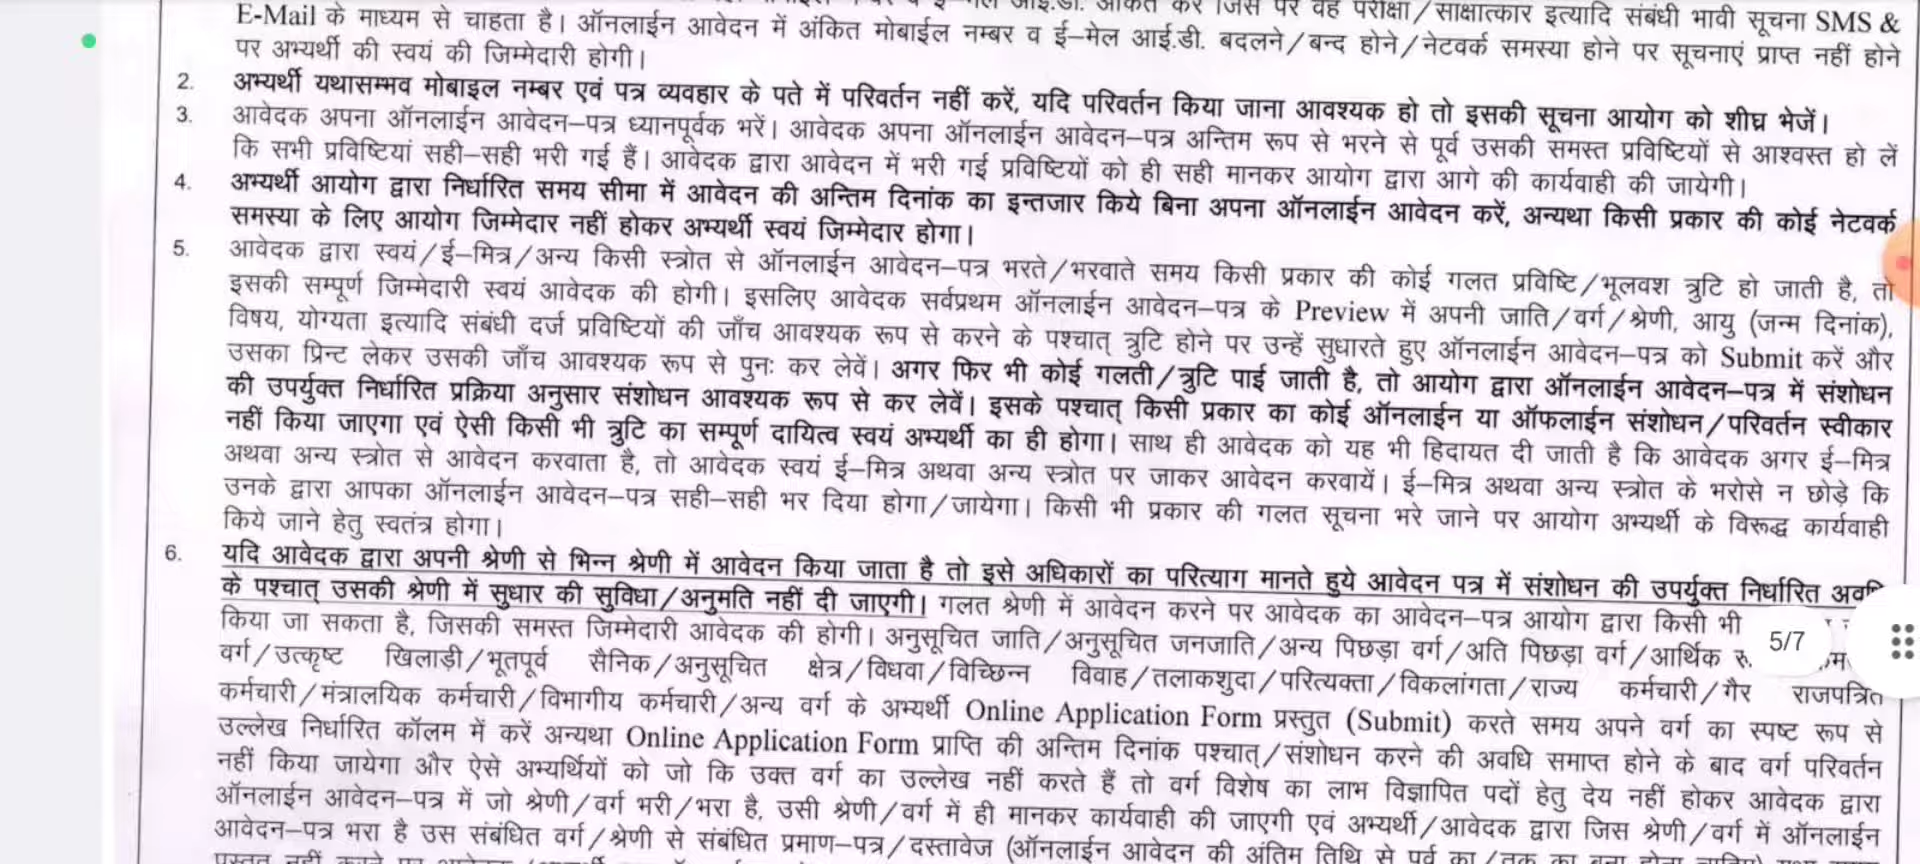 आई.डी. अंकित करें जिस पर वह परीक्षा/साक्षात्कार इत्यादि संबंधी भावी सूचना SMS &
E-Mail के माध्यम से चाहता है। ऑनलाईन आवेदन में अंकित मोबाईल नम्बर व ई–मेल आई.डी. बदलने/बन्द होने/नेटवर्क समस्या होने पर सूचनाएं प्राप्त नहीं होने
पर अभ्यर्थी की स्वयं की जिम्मेदारी होगी।
2. अभ्यर्थी यथासम्भव मोबाइल नम्बर एवं पत्र व्यवहार के पते में परिवर्तन नहीं करें, यदि परिवर्तन किया जाना आवश्यक हो तो इसकी सूचना आयोग को शीघ्र भेजें।
3. आवेदक अपना ऑनलाईन आवेदन–पत्र ध्यानपूर्वक भरें। आवेदक अपना ऑनलाईन आवेदन–पत्र अन्तिम रूप से भरने से पूर्व उसकी समस्त प्रविष्टियों से आश्वस्त हो लें
कि सभी प्रविष्टियां सही–सही भरी गई हैं। आवेदक द्वारा आवेदन में भरी गई प्रविष्टियों को ही सही मानकर आयोग द्वारा आगे की कार्यवाही की जायेगी।
4. अभ्यर्थी आयोग द्वारा निर्धारित समय सीमा में आवेदन की अन्तिम दिनांक का इन्तजार किये बिना अपना ऑनलाईन आवेदन करें, अन्यथा किसी प्रकार की कोई नेटवर्क
समस्या के लिए आयोग जिम्मेदार नहीं होकर अभ्यर्थी स्वयं जिम्मेदार होगा।
5. आवेदक द्वारा स्वयं/ई–मित्र/अन्य किसी स्त्रोत से ऑनलाईन आवेदन–पत्र भरते/भरवाते समय किसी प्रकार की कोई गलत प्रविष्टि/भूलवश त्रुटि हो जाती है, तो
इसकी सम्पूर्ण जिम्मेदारी स्वयं आवेदक की होगी। इसलिए आवेदक सर्वप्रथम ऑनलाईन आवेदन–पत्र के Preview में अपनी जाति/वर्ग/श्रेणी, आयु (जन्म दिनांक),
विषय, योग्यता इत्यादि संबंधी दर्ज प्रविष्टियों की जाँच आवश्यक रूप से करने के पश्चात् त्रुटि होने पर उन्हें सुधारते हुए ऑनलाईन आवेदन–पत्र को Submit करें और
उसका प्रिन्ट लेकर उसकी जाँच आवश्यक रूप से पुनः कर लेवें। अगर फिर भी कोई गलती/त्रुटि पाई जाती है, तो आयोग द्वारा ऑनलाईन आवेदन–पत्र में संशोधन
की उपर्युक्त निर्धारित प्रक्रिया अनुसार संशोधन आवश्यक रूप से कर लेवें। इसके पश्चात् किसी प्रकार का कोई ऑनलाईन या ऑफलाईन संशोधन/परिवर्तन स्वीकार
नहीं किया जाएगा एवं ऐसी किसी भी त्रुटि का सम्पूर्ण दायित्व स्वयं अभ्यर्थी का ही होगा। साथ ही आवेदक को यह भी हिदायत दी जाती है कि आवेदक अगर ई–मित्र
अथवा अन्य स्त्रोत से आवेदन करवाता है, तो आवेदक स्वयं ई–मित्र अथवा अन्य स्त्रोत पर जाकर आवेदन करवायें। ई–मित्र अथवा अन्य स्त्रोत के भरोसे न छोड़े कि
उनके द्वारा आपका ऑनलाईन आवेदन–पत्र सही–सही भर दिया होगा/जायेगा। किसी भी प्रकार की गलत सूचना भरे जाने पर आयोग अभ्यर्थी के विरूद्ध कार्यवाही
किये जाने हेतु स्वतंत्र होगा।
6. यदि आवेदक द्वारा अपनी श्रेणी से भिन्न श्रेणी में आवेदन किया जाता है तो इसे अधिकारों का परित्याग मानते हुये आवेदन पत्र में संशोधन की उपर्युक्त निर्धारित अवधि
के पश्चात् उसकी श्रेणी में सुधार की सुविधा/अनुमति नहीं दी जाएगी। गलत श्रेणी में आवेदन करने पर आवेदक का आवेदन–पत्र आयोग द्वारा किसी भी
किया जा सकता है, जिसकी समस्त जिम्मेदारी आवेदक की होगी। अनुसूचित जाति/अनुसूचित जनजाति/अन्य पिछड़ा वर्ग/अति पिछड़ा वर्ग/आर्थिक 5/7
वर्ग/उत्कृष्ट खिलाड़ी/भूतपूर्व सैनिक/अनुसूचित क्षेत्र/विधवा/विच्छिन्न विवाह/तलाकशुदा/परित्यक्ता/विकलांगता/राज्य कर्मचारी/गैर राजपत्रित
कर्मचारी/मंत्रालयिक कर्मचारी/विभागीय कर्मचारी/अन्य वर्ग के अभ्यर्थी Online Application Form प्रस्तुत (Submit) करते समय अपने वर्ग का स्पष्ट रूप से
उल्लेख निर्धारित कॉलम में करें अन्यथा Online Application Form प्राप्ति की अन्तिम दिनांक पश्चात्/संशोधन करने की अवधि समाप्त होने के बाद वर्ग परिवर्तन
नहीं किया जायेगा और ऐसे अभ्यर्थियों को जो कि उक्त वर्ग का उल्लेख नहीं करते हैं तो वर्ग विशेष का लाभ विज्ञापित पदों हेतु देय नहीं होकर आवेदक द्वारा
ऑनलाईन आवेदन–पत्र में जो श्रेणी/वर्ग भरी/भरा है, उसी श्रेणी/वर्ग में ही मानकर कार्यवाही की जाएगी एवं अभ्यर्थी/आवेदक द्वारा जिस श्रेणी/वर्ग में ऑनलाईन
आवेदन–पत्र भरा है उस संबंधित वर्ग/श्रेणी से संबंधित प्रमाण–पत्र/दस्तावेज (ऑनलाईन आवेदन की अंतिम तिथि से पूर्व का/तक का बना होना चाहिए)